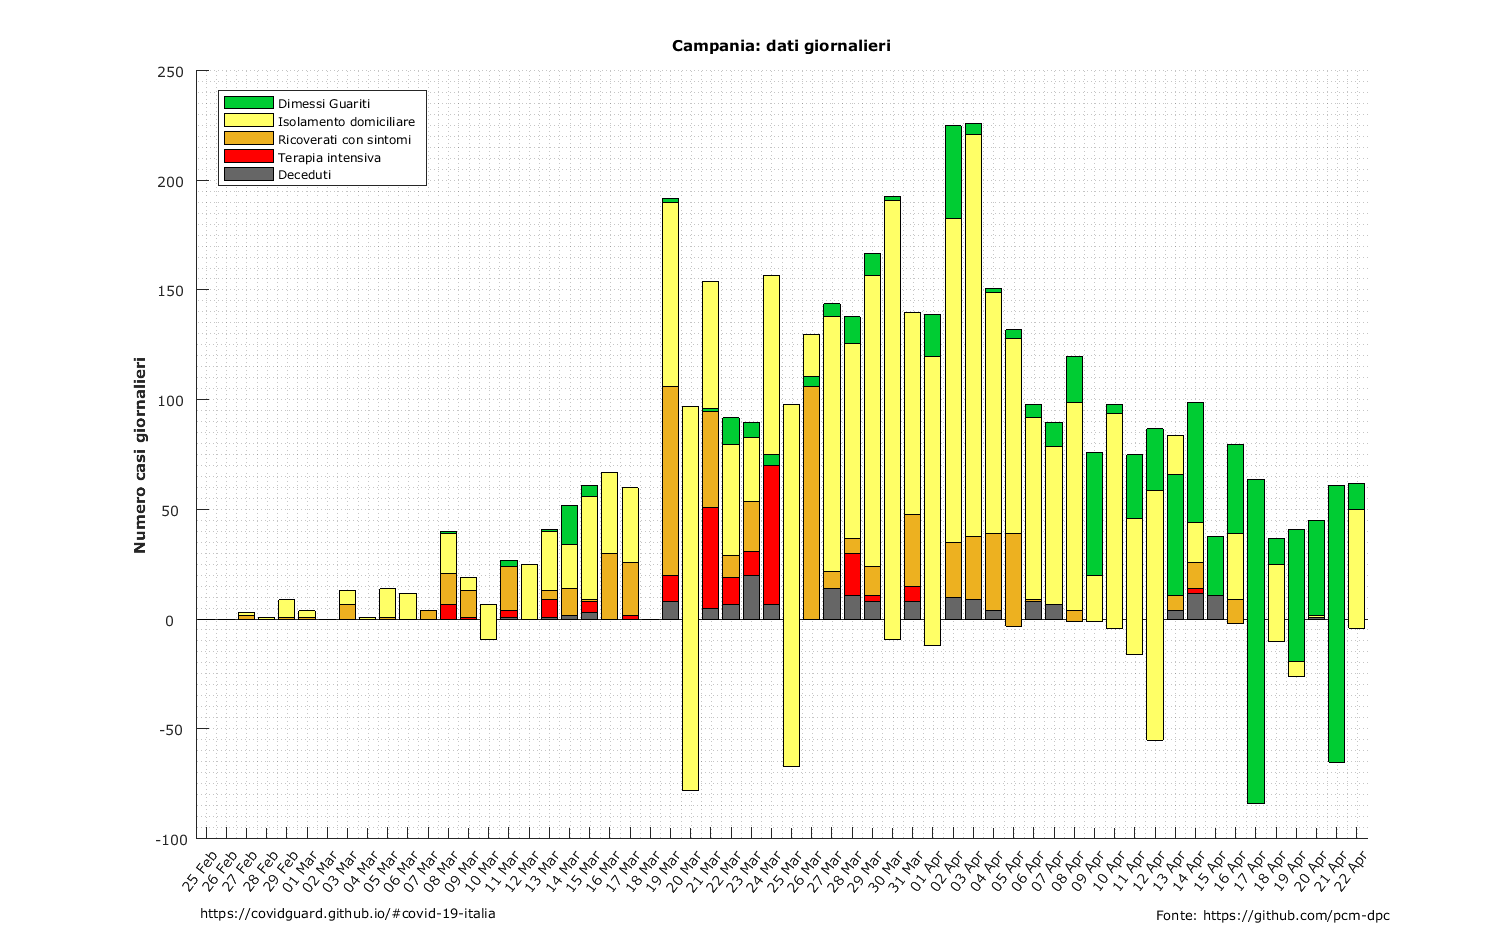 Campania: dati giornalieri
250
200
150
100
50
0
-50
-100
Numero casi giornalieri
Dimessi Guariti
Isolamento domiciliare
Ricoverati con sintomi
Terapia intensiva
Deceduti
25 Feb
26 Feb
27 Feb
28 Feb
29 Feb
01 Mar
02 Mar
03 Mar
04 Mar
05 Mar
06 Mar
07 Mar
08 Mar
09 Mar
10 Mar
11 Mar
12 Mar
13 Mar
14 Mar
15 Mar
16 Mar
17 Mar
18 Mar
19 Mar
20 Mar
21 Mar
22 Mar
23 Mar
24 Mar
25 Mar
26 Mar
27 Mar
28 Mar
29 Mar
30 Mar
31 Mar
01 Apr
02 Apr
03 Apr
04 Apr
05 Apr
06 Apr
07 Apr
08 Apr
09 Apr
10 Apr
11 Apr
12 Apr
13 Apr
14 Apr
15 Apr
16 Apr
17 Apr
18 Apr
19 Apr
20 Apr
21 Apr
22 Apr
https://covidguard.github.io/#covid-19-italia
Fonte: https://github.com/pcm-dpc